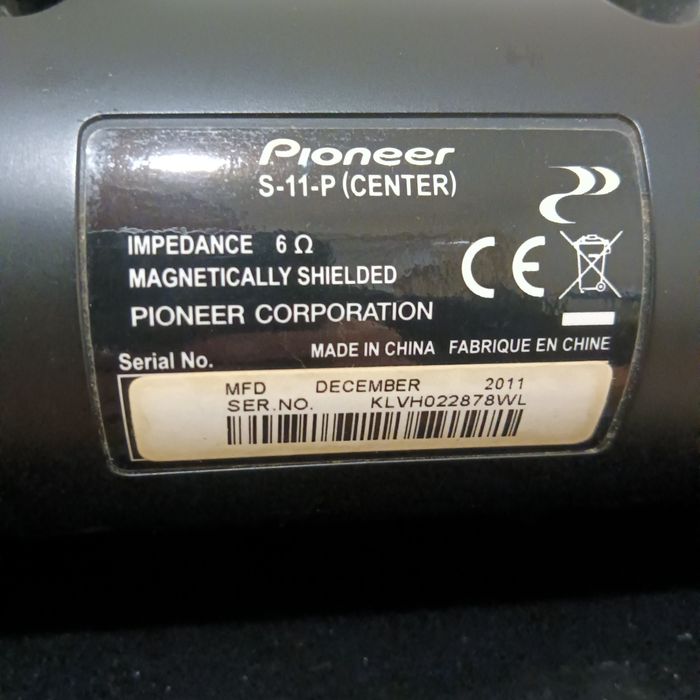 Pioneer
S-11-P (CENTER)
IMPEDANCE 6 Ω
MAGNETICALLY SHIELDED
CE
PIONEER CORPORATION
MADE IN CHINA FABRIQUE EN CHINE
Serial No.
MFD DECEMBER 2011
SER.NO. KLVH022878WL